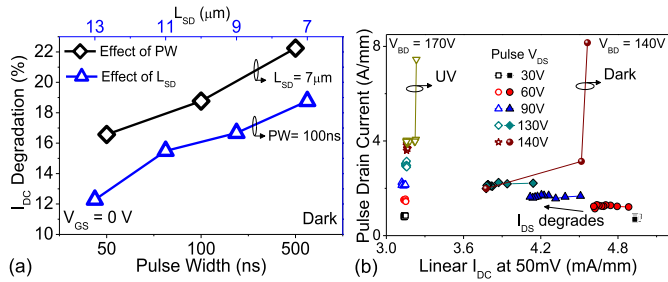 L_SD (μm)
13 11 9 7
22
20
18
16
14
12
I_DC Degradation (%)
Effect of PW
Effect of L_SD
L_SD = 7μm
PW= 100ns
V_GS = 0 V
Dark
50 100 500
Pulse Width (ns)
(a)
8
4
0
Pulse Drain Current (A/mm)
V_BD = 170V
V_BD = 140V
UV
Pulse V_DS
30V
60V
90V
130V
140V
Dark
I_DS degrades
3.0 3.6 4.2 4.8
Linear I_DC at 50mV (mA/mm)
(b)